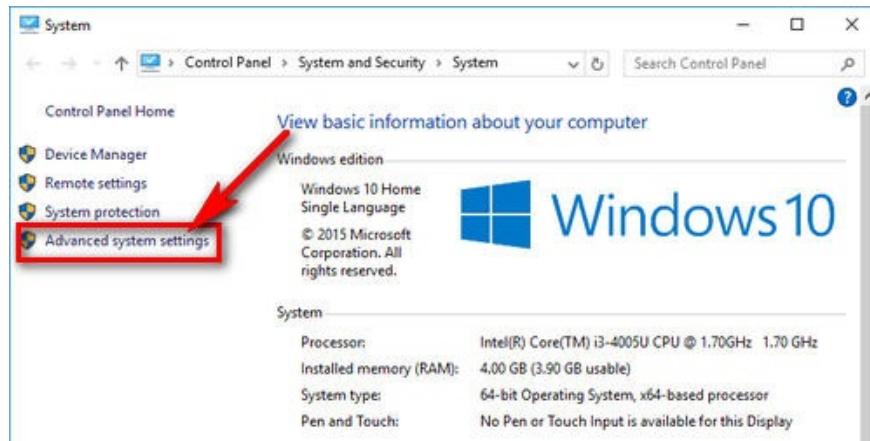 System
Control Panel > System and Security > System
Search Control Panel
Control Panel Home
Device Manager
Remote settings
System protection
Advanced system settings
View basic information about your computer
Windows edition
Windows 10 Home
Single Language
© 2015 Microsoft
Corporation. All
rights reserved.
Windows 10
System
Processor: Intel(R) Core(TM) i3-4005U CPU @ 1.70GHz 1.70 GHz
Installed memory (RAM): 4.00 GB (3.90 GB usable)
System type: 64-bit Operating System, x64-based processor
Pen and Touch: No Pen or Touch Input is available for this Display